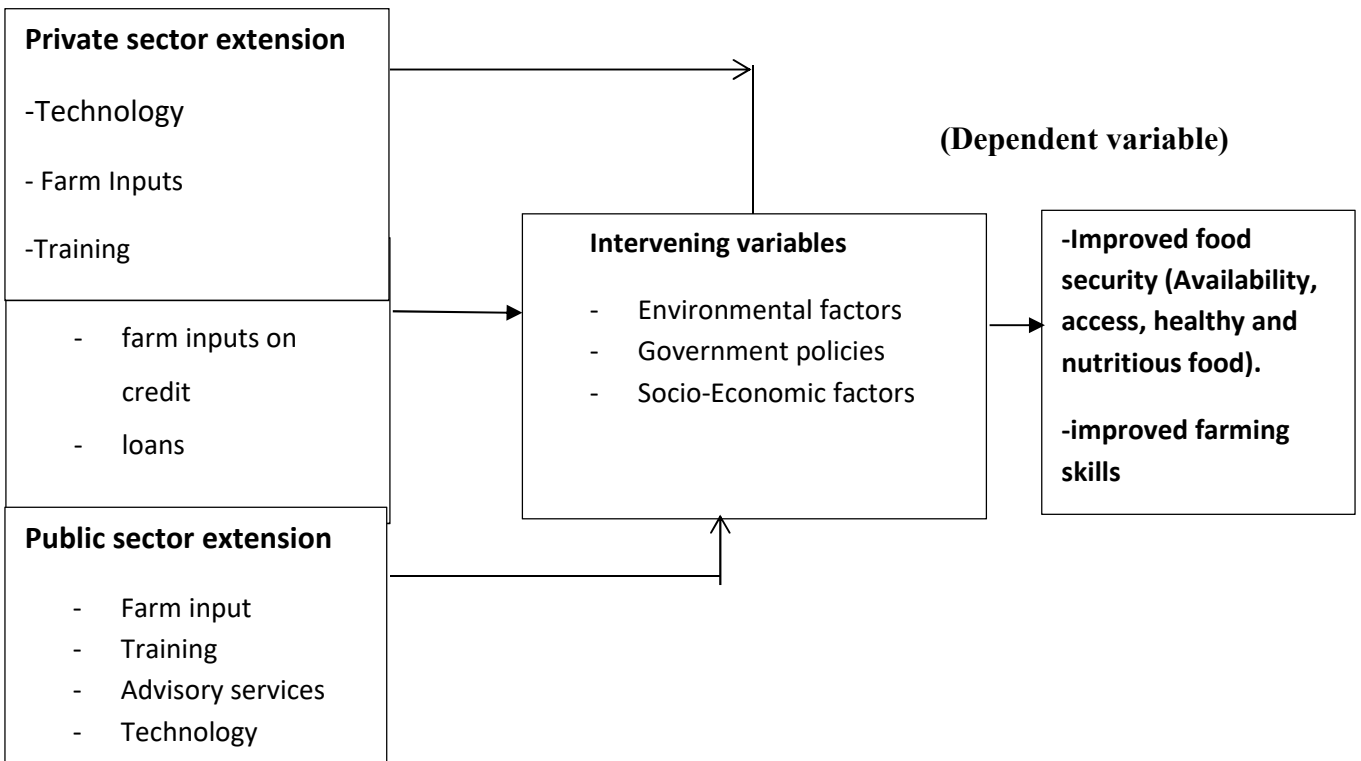 Private sector extension
-Technology
- Farm Inputs
-Training
- farm inputs on
credit
- loans
Public sector extension
- Farm input
- Training
- Advisory services
- Technology
Intervening variables
- Environmental factors
- Government policies
- Socio-Economic factors
(Dependent variable)
-Improved food
security (Availability,
access, healthy and
nutritious food).
-improved farming
skills